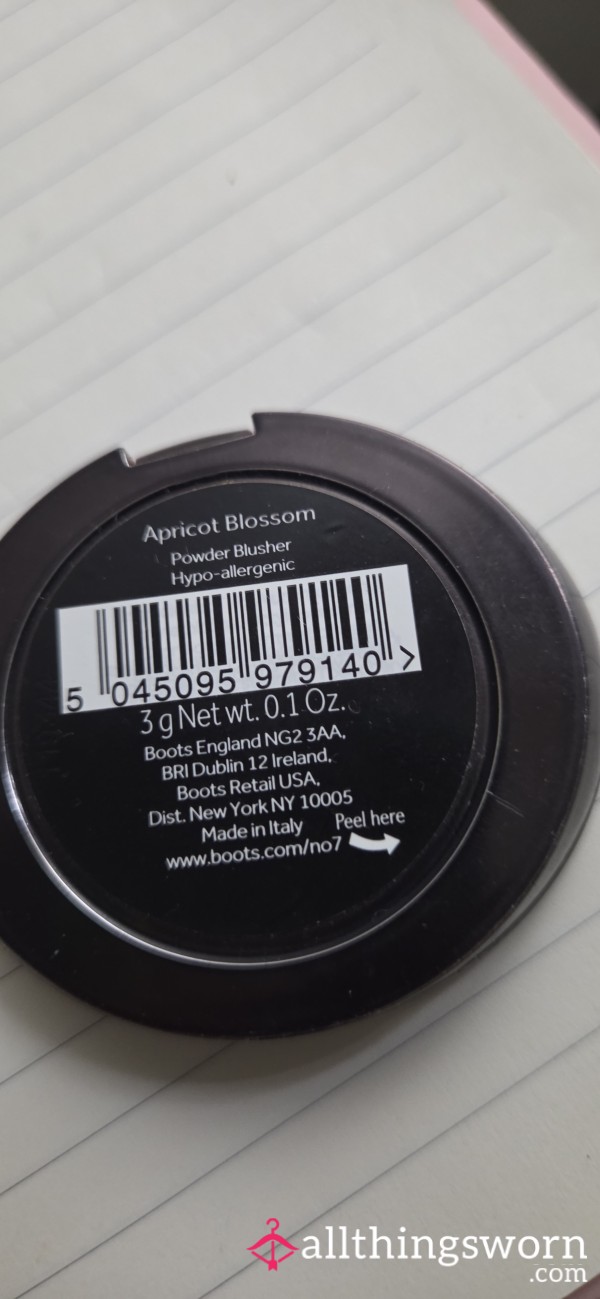 Apricot Blossom
Powder Blusher
Hypo-allergenic
5 045095 979140 >
3 g Net wt. 0.1 Oz.
Boots England NG2 3AA,
BRI Dublin 12 Ireland,
Boots Retail USA,
Dist. New York NY 10005
Made in Italy
Peel here
www.boots.com/no7
allthingsworn
.com